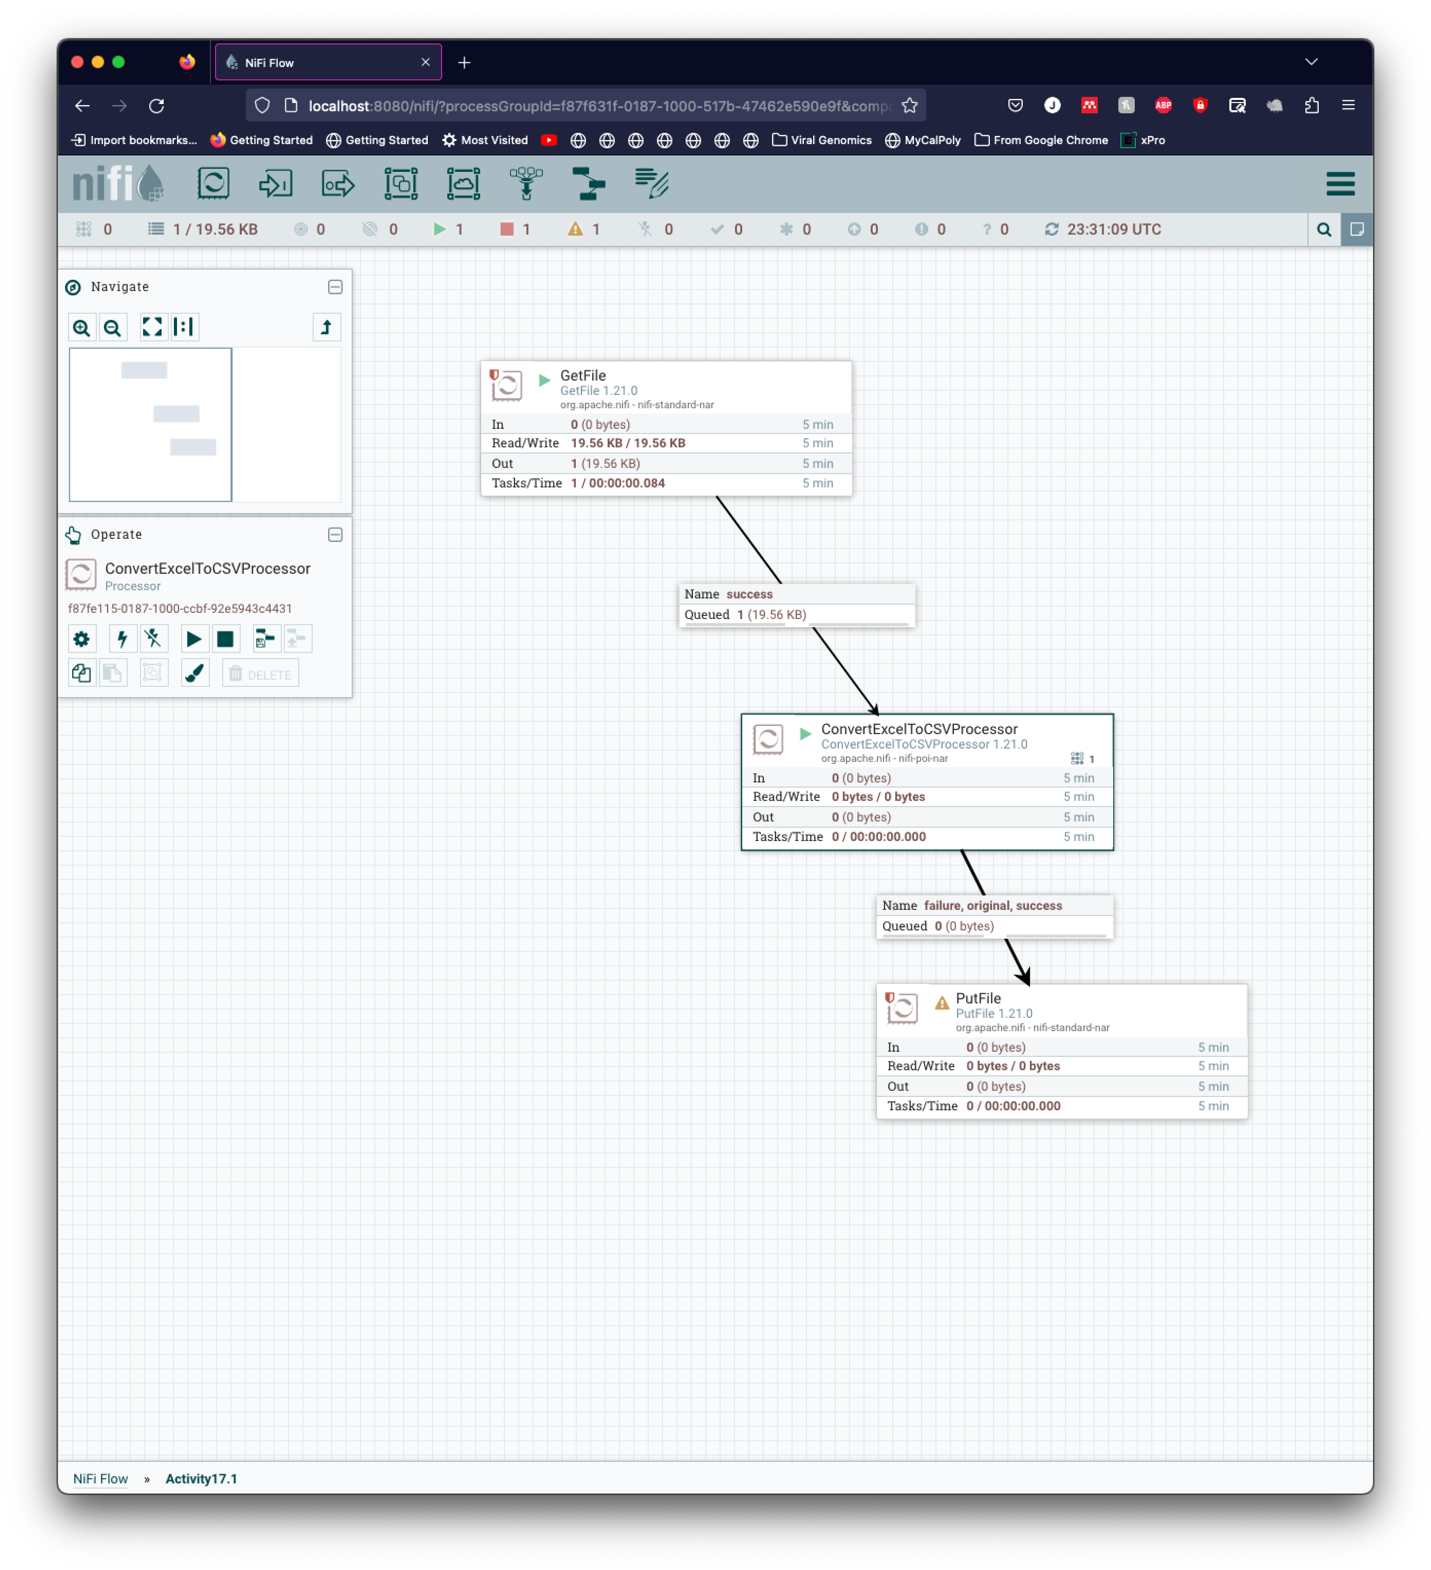 NiFi Flow
localhost:8080/nifi/?processGroupId=f87f631f-0187-1000-517b-47462e590e9f&comp
J
ABP
Import bookmarks... Getting Started Getting Started Most Visited Viral Genomics MyCalPoly From Google Chrome xPro
nifi
0 1 / 19.56 KB 0 0 1 1 1 0 0 0 0 0 ? 0 23:31:09 UTC
Navigate
Operate
ConvertExcelToCSVProcessor
Processor
f87fe115-0187-1000-ccbf-92e5943c4431
DELETE
GetFile
GetFile 1.21.0
org.apache.nifi - nifi-standard-nar
In 0 (0 bytes) 5 min
Read/Write 19.56 KB / 19.56 KB 5 min
Out 1 (19.56 KB) 5 min
Tasks/Time 1 / 00:00:00.084 5 min
Name success
Queued 1 (19.56 KB)
ConvertExcelToCSVProcessor
ConvertExcelToCSVProcessor 1.21.0
org.apache.nifi - nifi-poi-nar 1
In 0 (0 bytes) 5 min
Read/Write 0 bytes / 0 bytes 5 min
Out 0 (0 bytes) 5 min
Tasks/Time 0 / 00:00:00.000 5 min
Name failure, original, success
Queued 0 (0 bytes)
PutFile
PutFile 1.21.0
org.apache.nifi - nifi-standard-nar
In 0 (0 bytes) 5 min
Read/Write 0 bytes / 0 bytes 5 min
Out 0 (0 bytes) 5 min
Tasks/Time 0 / 00:00:00.000 5 min
NiFi Flow » Activity17.1